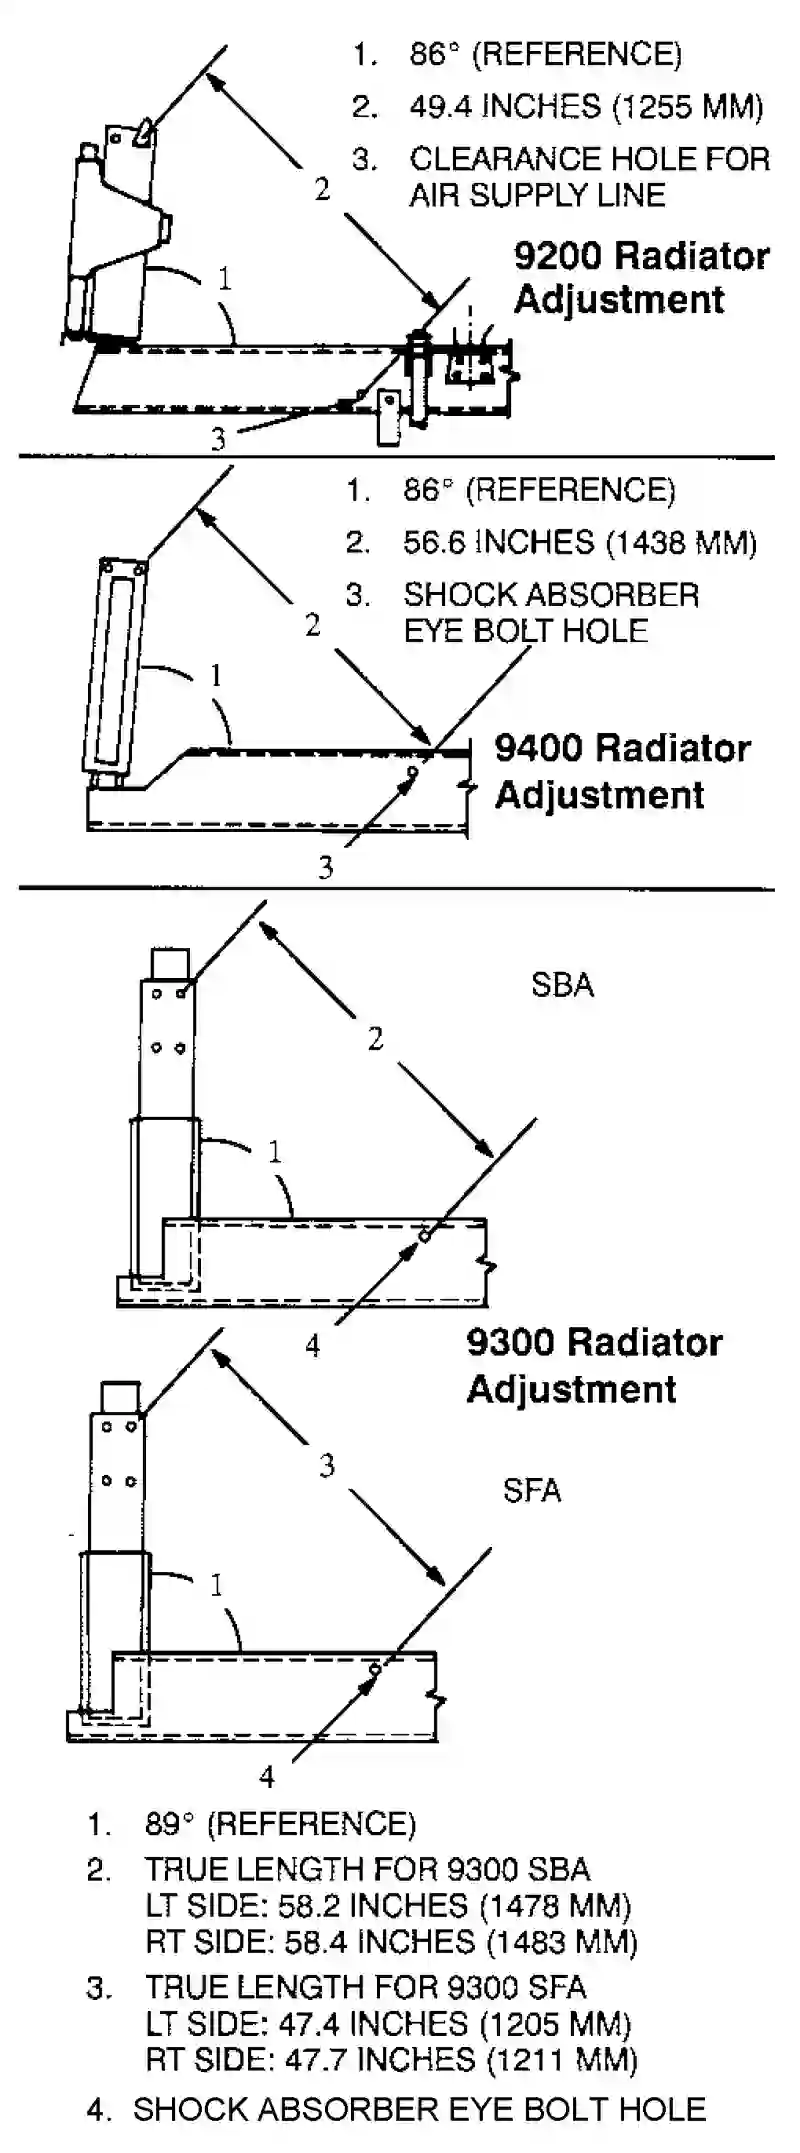 1. 86° (REFERENCE)
2. 49.4 INCHES (1255 MM)
3. CLEARANCE HOLE FOR
AIR SUPPLY LINE
2
9200 Radiator
Adjustment
1
3
1. 86° (REFERENCE)
2. 56.6 INCHES (1438 MM)
3. SHOCK ABSORBER
EYE BOLT HOLE
2
1
9400 Radiator
Adjustment
3
SBA
2
1
4
9300 Radiator
Adjustment
3
SFA
1
4
1. 89° (REFERENCE)
2. TRUE LENGTH FOR 9300 SBA
LT SIDE: 58.2 INCHES (1478 MM)
RT SIDE: 58.4 INCHES (1483 MM)
3. TRUE LENGTH FOR 9300 SFA
LT SIDE: 47.4 INCHES (1205 MM)
RT SIDE: 47.7 INCHES (1211 MM)
4. SHOCK ABSORBER EYE BOLT HOLE